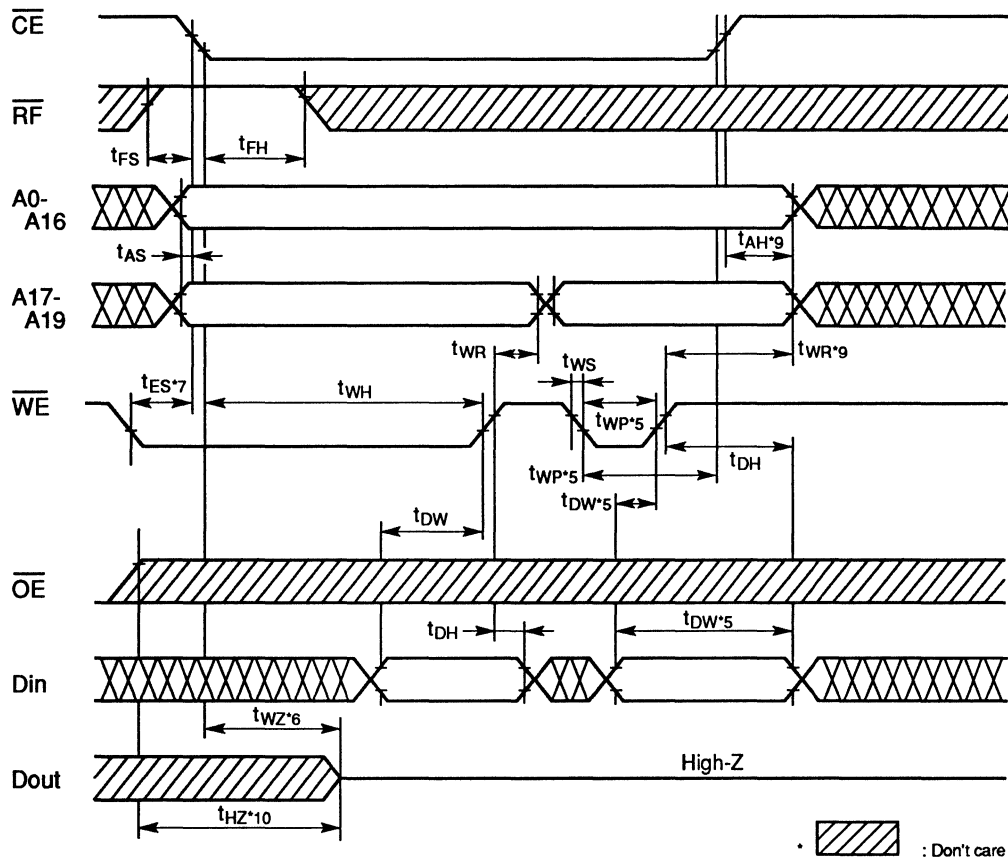 CE
RF
tFS
tFH
A0-
A16
tAS
tAH*9
A17-
A19
tWR
tWS
tWR*9
tES*7
tWH
WE
tWP*5
tWP*5
tDH
tDW*5
tDW
OE
tDH
tDW*5
Din
tWZ*6
Dout
High-Z
tHZ*10
* : Don't care